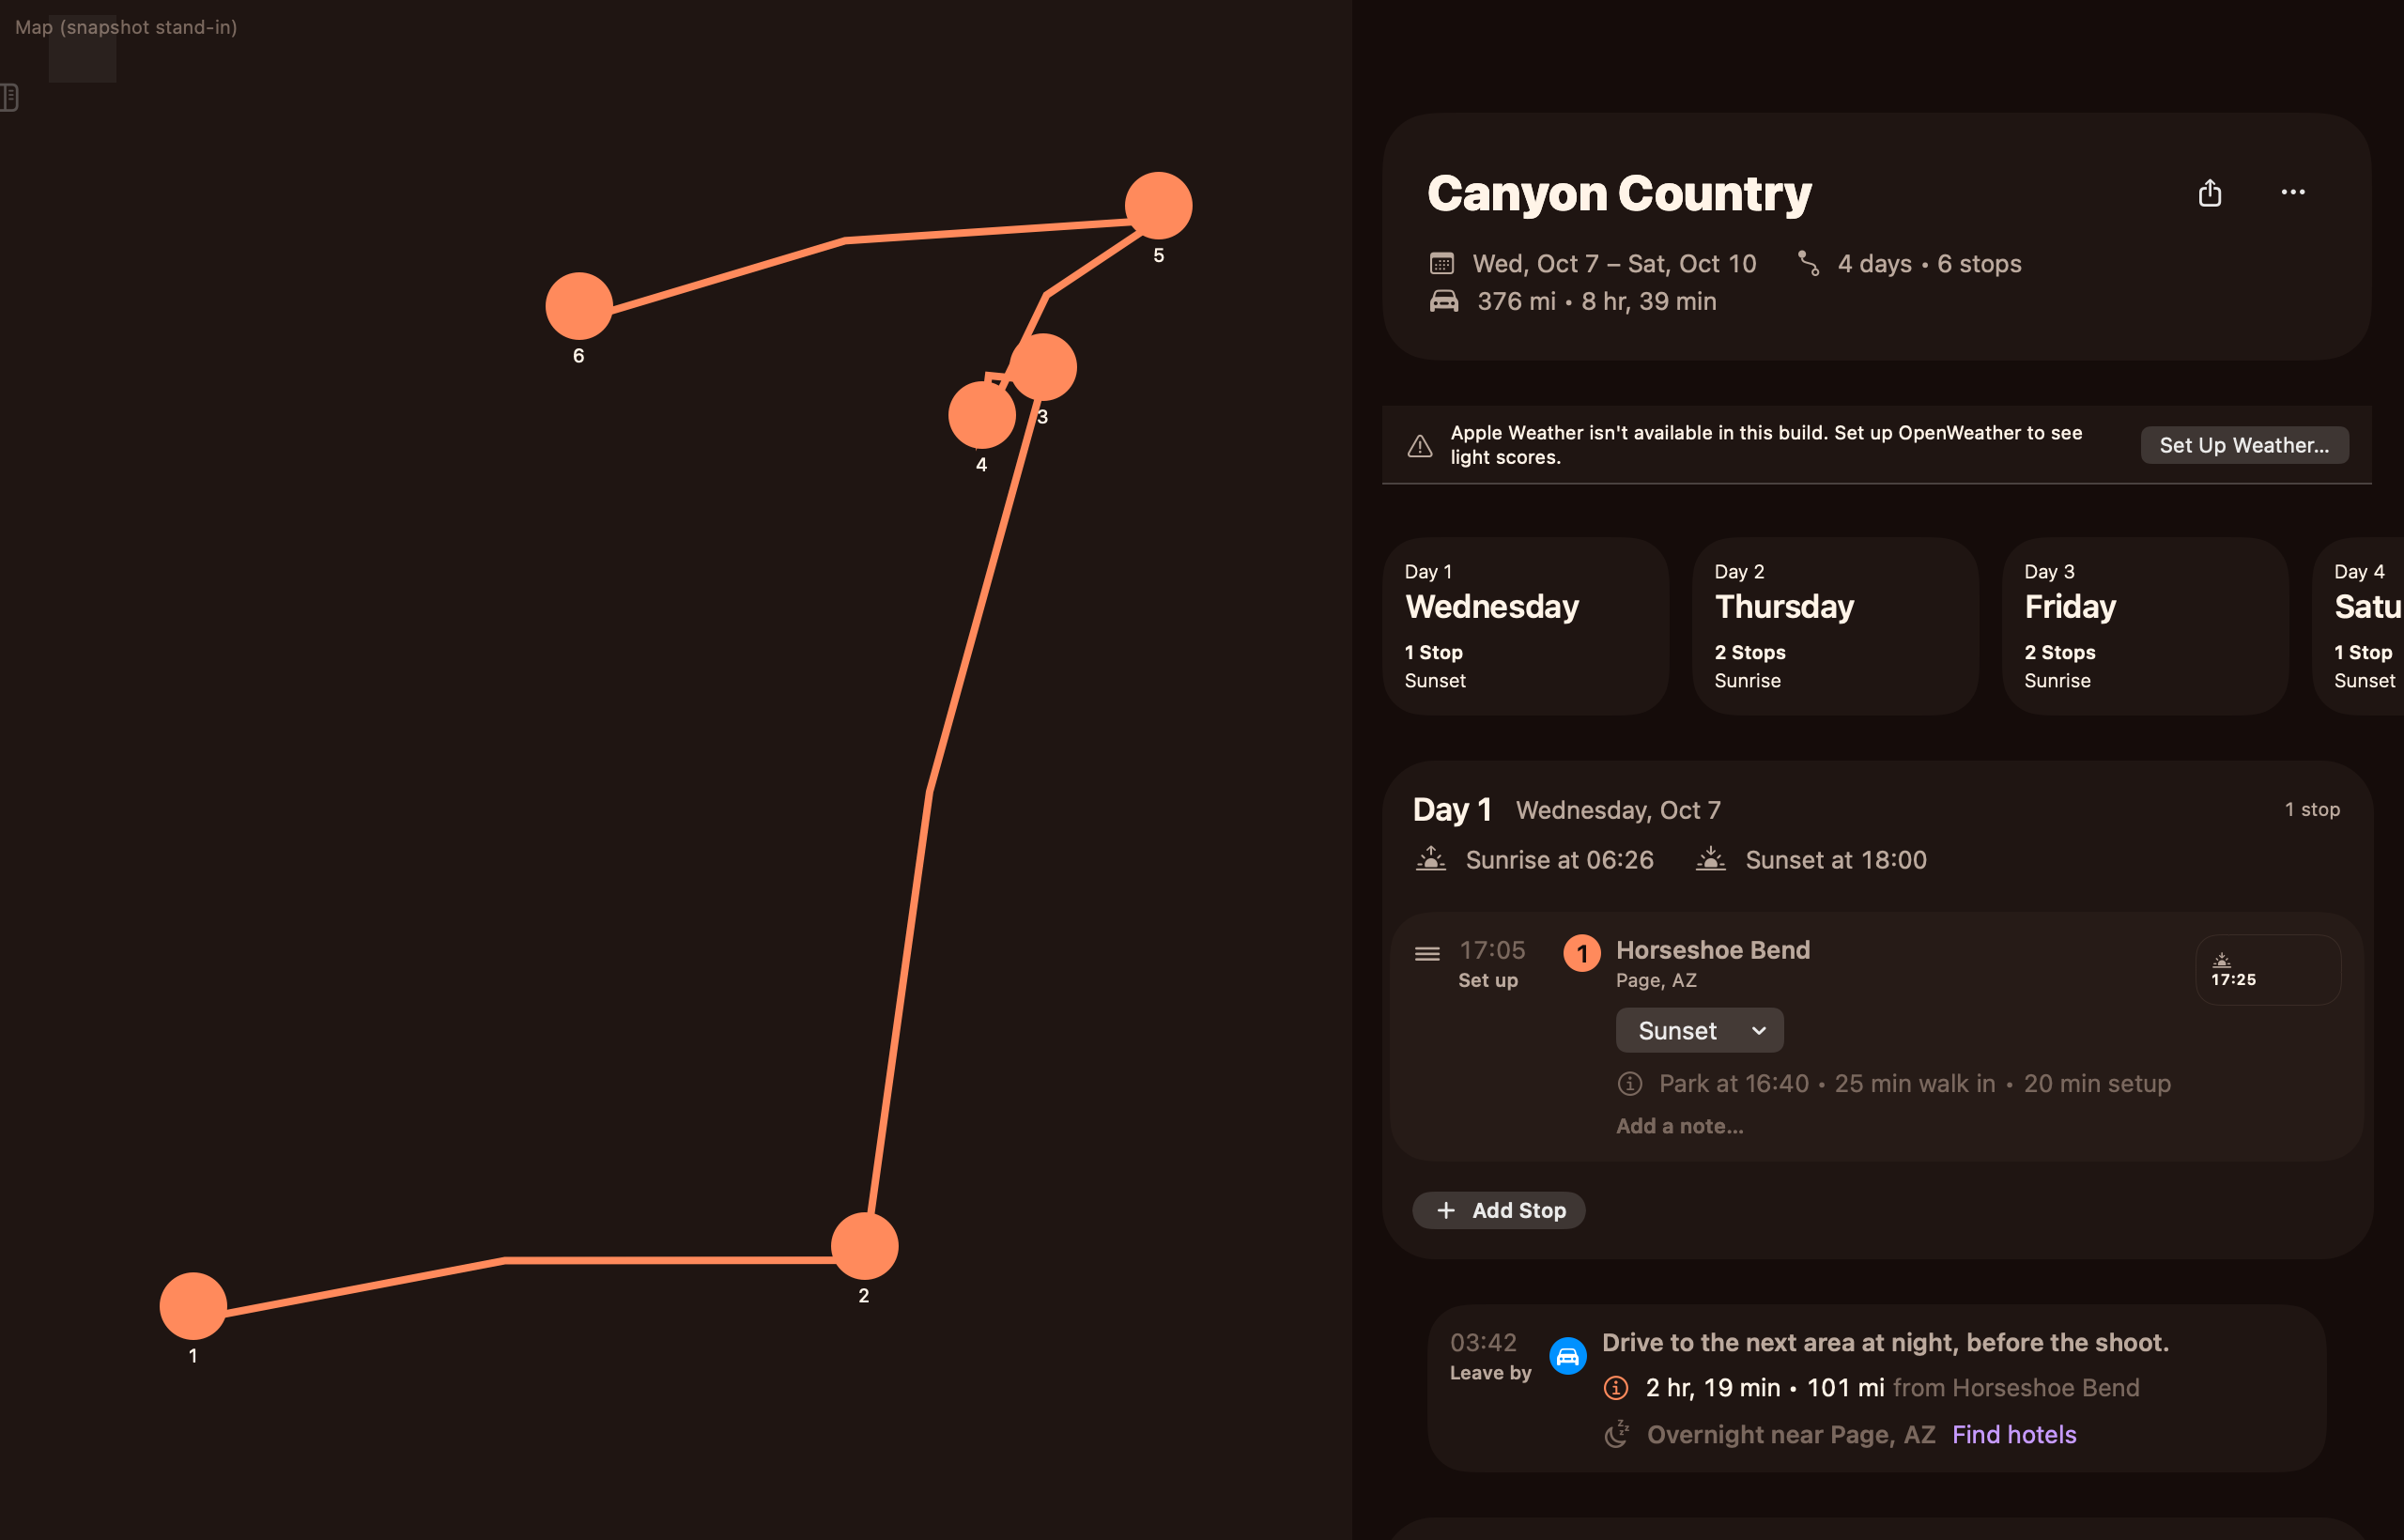 Map (snapshot stand-in)
5
6
3
4
2
1
Canyon Country
Wed, Oct 7 – Sat, Oct 10
4 days • 6 stops
376 mi • 8 hr, 39 min
Apple Weather isn't available in this build. Set up OpenWeather to see
light scores.
Set Up Weather...
Day 1
Wednesday
1 Stop
Sunset
Day 2
Thursday
2 Stops
Sunrise
Day 3
Friday
2 Stops
Sunrise
Day 4
Satu
1 Stop
Sunset
Day 1 Wednesday, Oct 7
1 stop
Sunrise at 06:26
Sunset at 18:00
17:05
Set up
1
Horseshoe Bend
Page, AZ
17:25
Sunset
Park at 16:40 • 25 min walk in • 20 min setup
Add a note...
+ Add Stop
03:42
Leave by
Drive to the next area at night, before the shoot.
2 hr, 19 min • 101 mi from Horseshoe Bend
Overnight near Page, AZ Find hotels